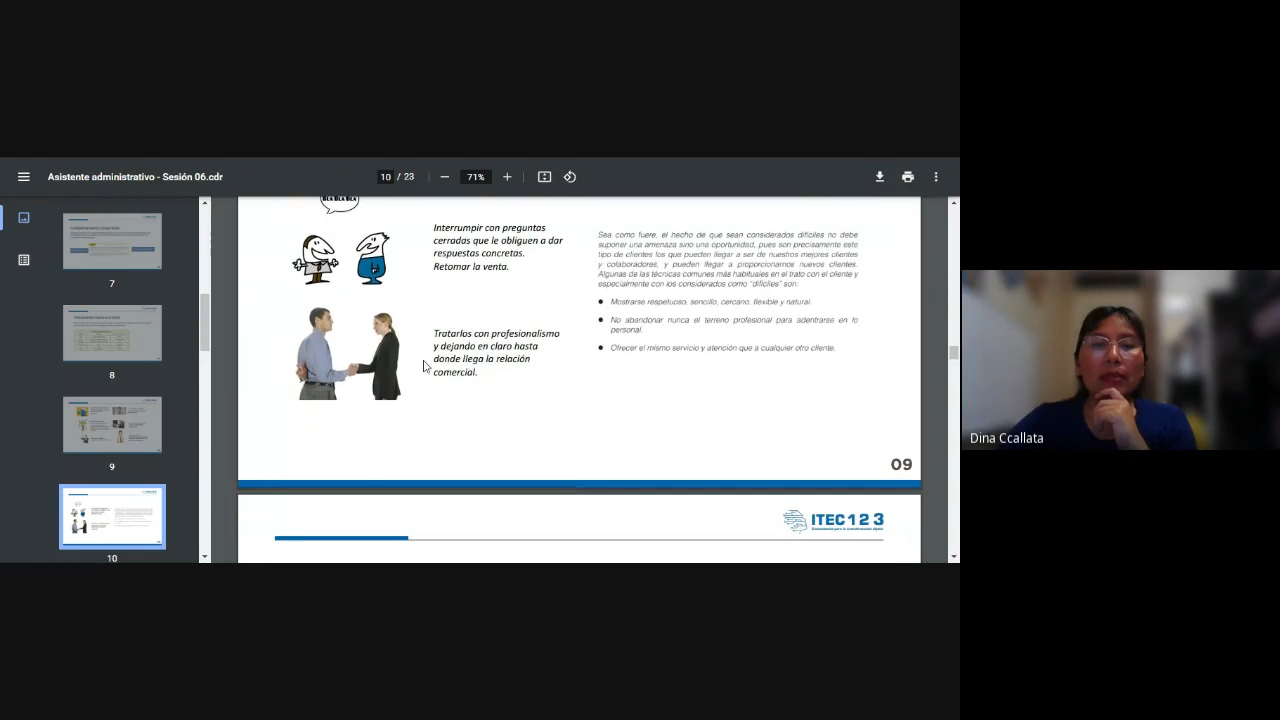 Asistente administrativo - Sesión 06.cdr
10 / 23
71%
7
8
9
10
BLA BLA BLA
Interrumpir con preguntas
cerradas que le obliguen a dar
respuestas concretas.
Retomar la venta.
Tratarlos con profesionalismo
y dejando en claro hasta
donde llega la relación
comercial.
Sea como fuere, el hecho de que sean considerados difíciles no debe
suponer una amenaza sino una oportunidad, pues son precisamente este
tipo de clientes los que pueden llegar a ser de nuestros mejores clientes
y colaboradores, y pueden llegar a proporcionarnos nuevos clientes.
Algunas de las técnicas comunes más habituales en el trato con el cliente y
especialmente con los considerados como "difíciles" son:
● Mostrarse respetuoso, sencillo, cercano, flexible y natural.
● No abandonar nunca el terreno profesional para adentrarse en lo
personal.
● Ofrecer el mismo servicio y atención que a cualquier otro cliente.
09
ITEC 1 2 3
Dina Ccallata